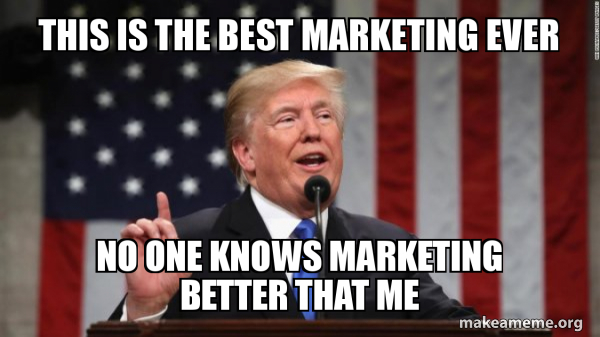 THIS IS THE BEST MARKETING EVER
NO ONE KNOWS MARKETING
BETTER THAT ME
makeameme.org